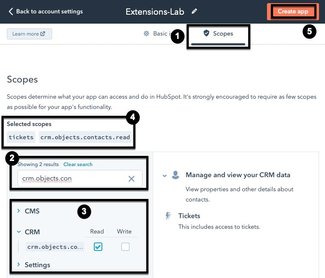 Back to account settings
Extensions-Lab
5
Create app
Learn more
1
Basic
Scopes
Scopes
Scopes determine what your app can access and do in HubSpot. It's strongly encouraged to require as few scopes
as possible for your app's functionality.
4
Selected scopes
tickets crm.objects.contacts.read
2
Showing 2 results Clear search
crm.objects.con
3
CMS
CRM Read Write
crm.objects.co...
Settings
Manage and view your CRM data
View properties and other details about
contacts.
Tickets
This includes access to tickets.